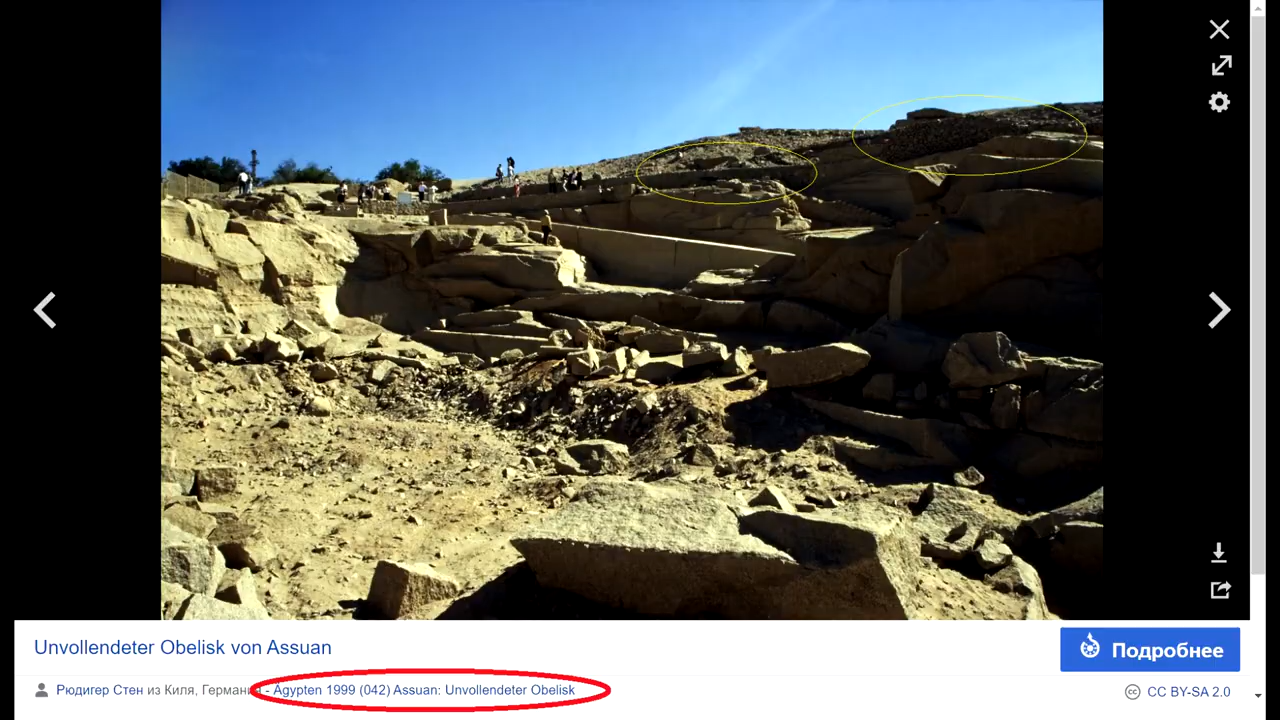 Unvollendeter Obelisk von Assuan
Подробнее
Рюдигер Стен из Киля, Германия - Ägypten 1999 (042) Assuan: Unvollendeter Obelisk
CC BY-SA 2.0